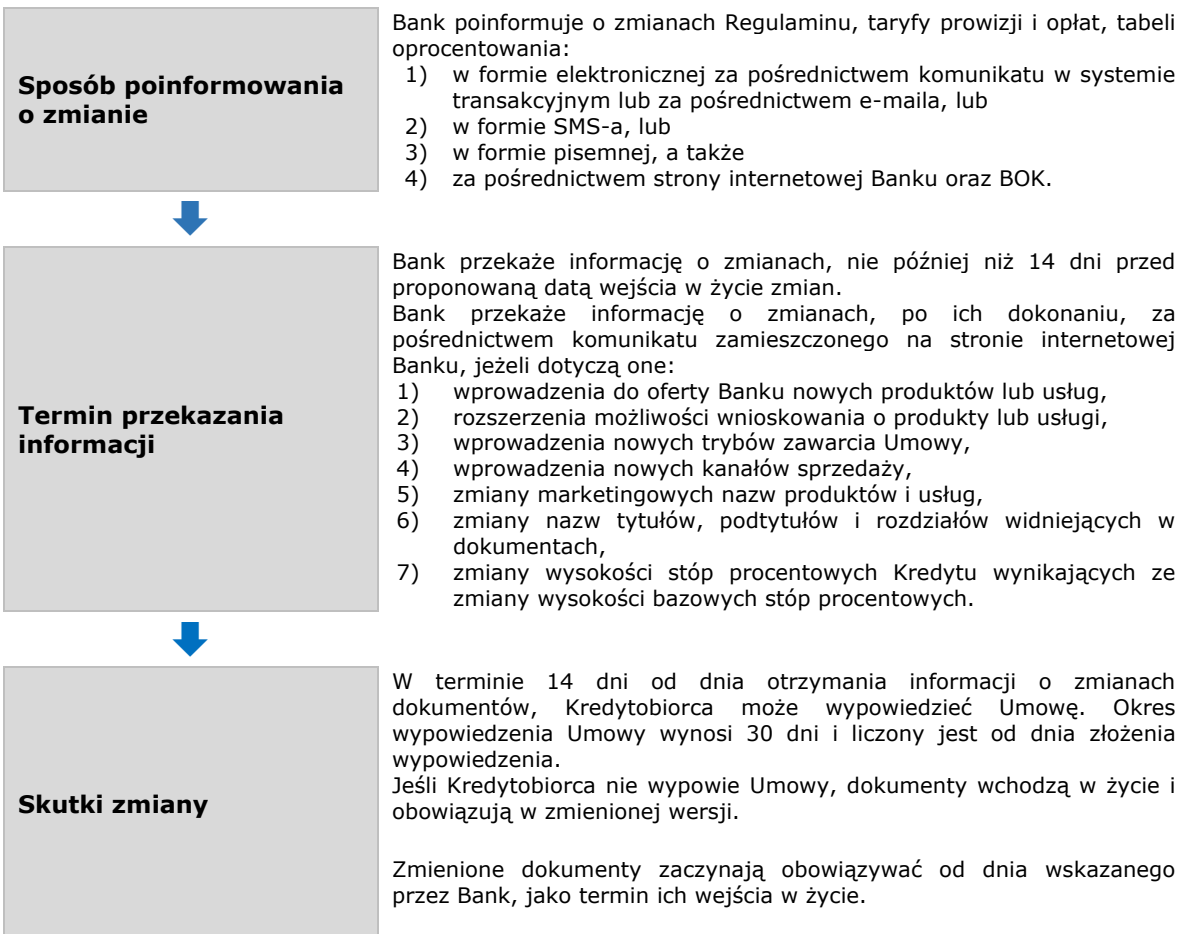 Sposób poinformowania
o zmianie
Bank poinformuje o zmianach Regulaminu, taryfy prowizji i opłat, tabeli
oprocentowania:
1) w formie elektronicznej za pośrednictwem komunikatu w systemie
transakcyjnym lub za pośrednictwem e-maila, lub
2) w formie SMS-a, lub
3) w formie pisemnej, a także
4) za pośrednictwem strony internetowej Banku oraz BOK.
Termin przekazania
informacji
Bank przekaże informację o zmianach, nie później niż 14 dni przed
proponowaną datą wejścia w życie zmian.
Bank przekaże informację o zmianach, po ich dokonaniu, za
pośrednictwem komunikatu zamieszczonego na stronie internetowej
Banku, jeżeli dotyczą one:
1) wprowadzenia do oferty Banku nowych produktów lub usług,
2) rozszerzenia możliwości wnioskowania o produkty lub usługi,
3) wprowadzenia nowych trybów zawarcia Umowy,
4) wprowadzenia nowych kanałów sprzedaży,
5) zmiany marketingowych nazw produktów i usług,
6) zmiany nazw tytułów, podtytułów i rozdziałów widniejących w
dokumentach,
7) zmiany wysokości stóp procentowych Kredytu wynikających ze
zmiany wysokości bazowych stóp procentowych.
Skutki zmiany
W terminie 14 dni od dnia otrzymania informacji o zmianach
dokumentów, Kredytobiorca może wypowiedzieć Umowę. Okres
wypowiedzenia Umowy wynosi 30 dni i liczony jest od dnia złożenia
wypowiedzenia.
Jeśli Kredytobiorca nie wypowie Umowy, dokumenty wchodzą w życie i
obowiązują w zmienionej wersji.
Zmienione dokumenty zaczynają obowiązywać od dnia wskazanego
przez Bank, jako termin ich wejścia w życie.